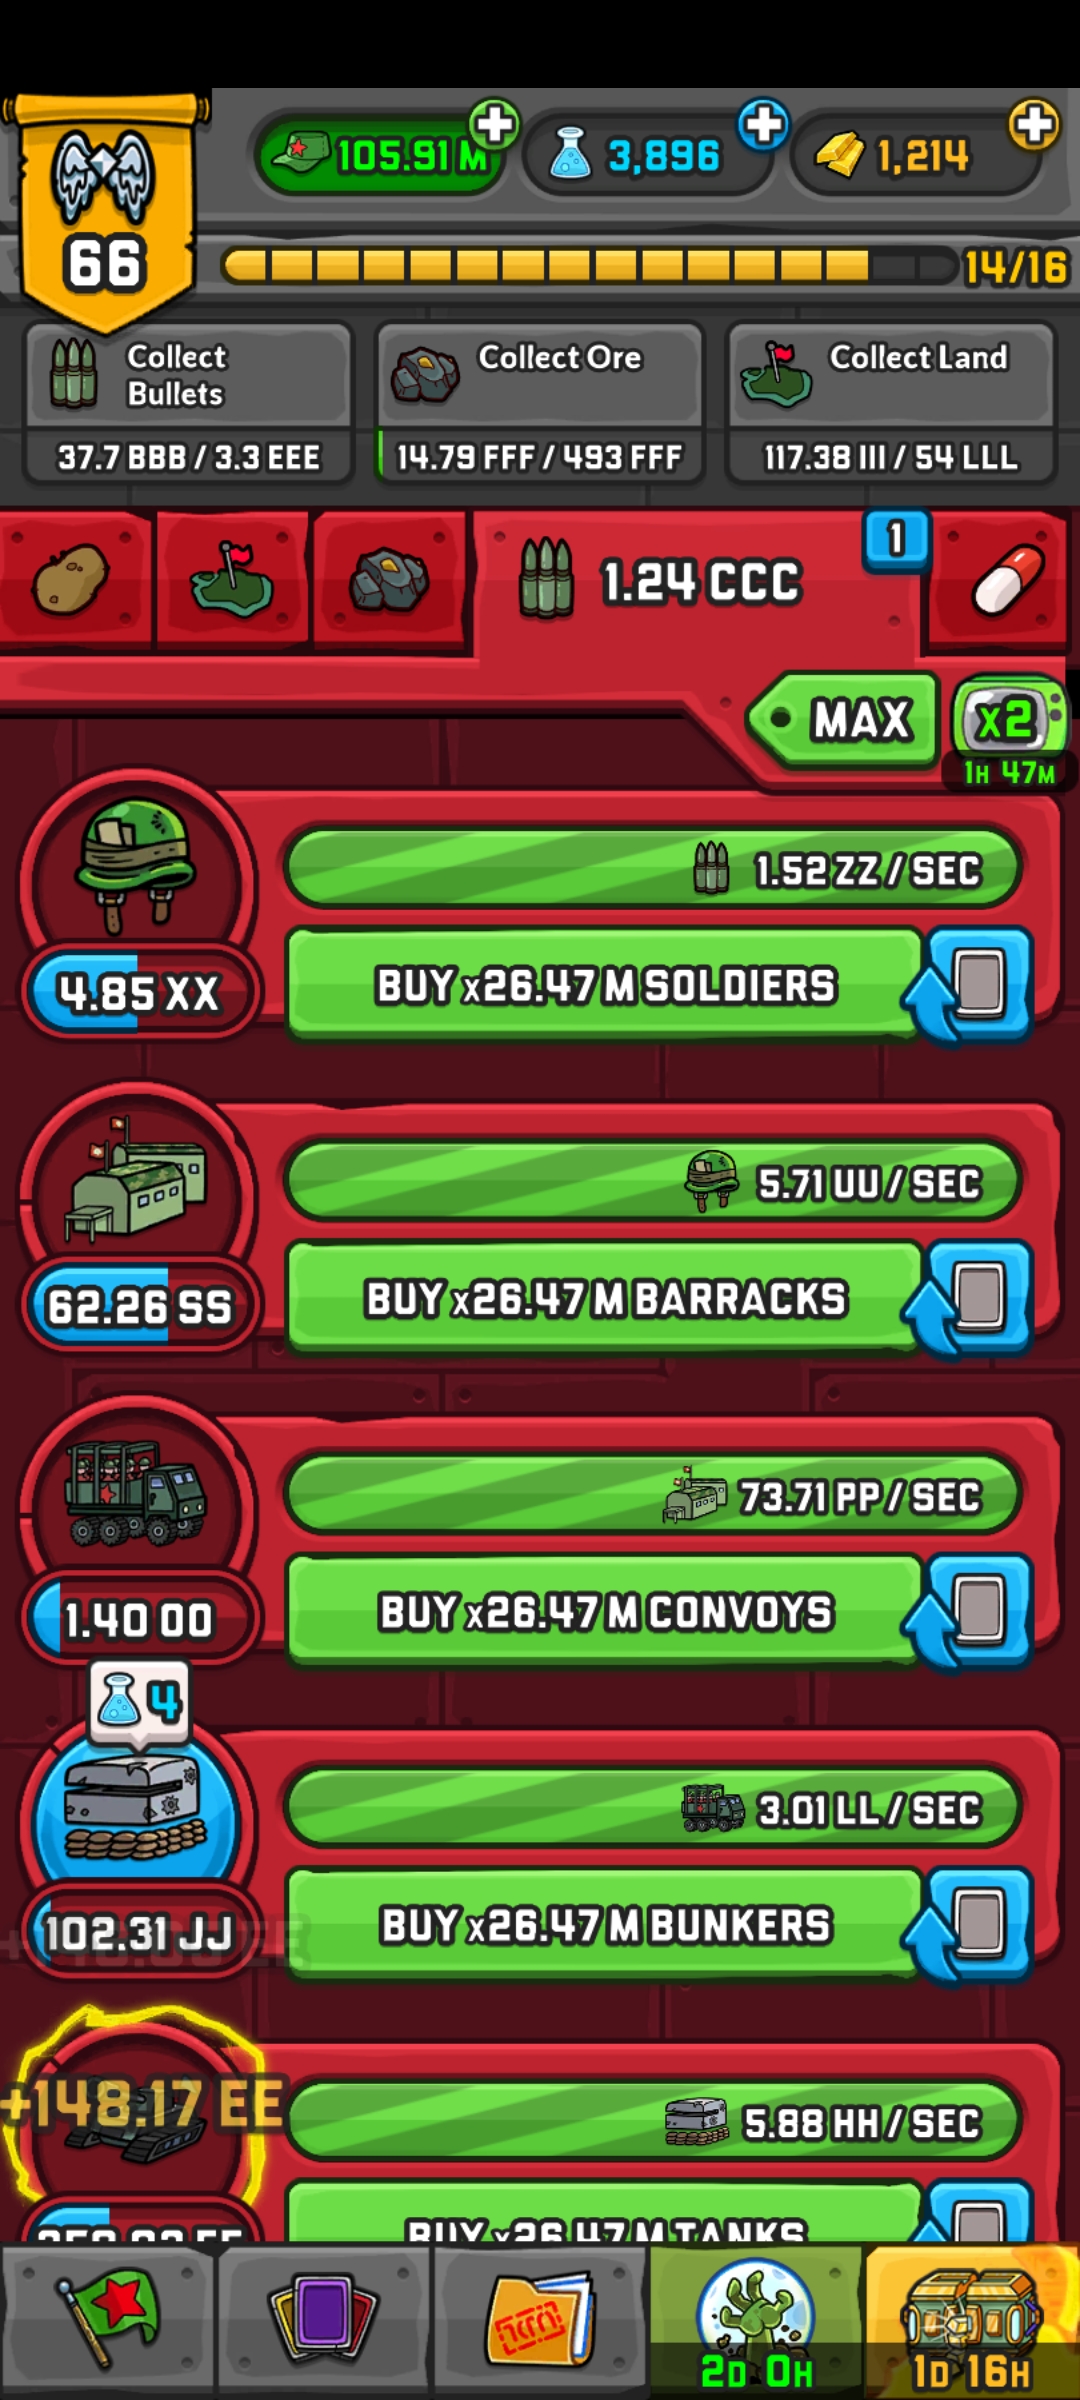 105.91 M
3,896
1,214
66
14/16
Collect
Bullets
Collect Ore
Collect Land
37.7 BBB / 3.3 EEE
14.79 FFF / 493 FFF
117.38 III / 54 LLL
1.24 CCC
1
MAX
x2
1H 47M
1.52 ZZ / SEC
4.85 XX
BUY x26.47 M SOLDIERS
5.71 UU / SEC
62.26 SS
BUY x26.47 M BARRACKS
73.71 PP / SEC
1.40 OO
BUY x26.47 M CONVOYS
4
3.01 LL / SEC
102.31 JJ
BUY x26.47 M BUNKERS
+148.17 EE
5.88 HH / SEC
BUY x26.47 M TANKS
2D 0H
1D 16H